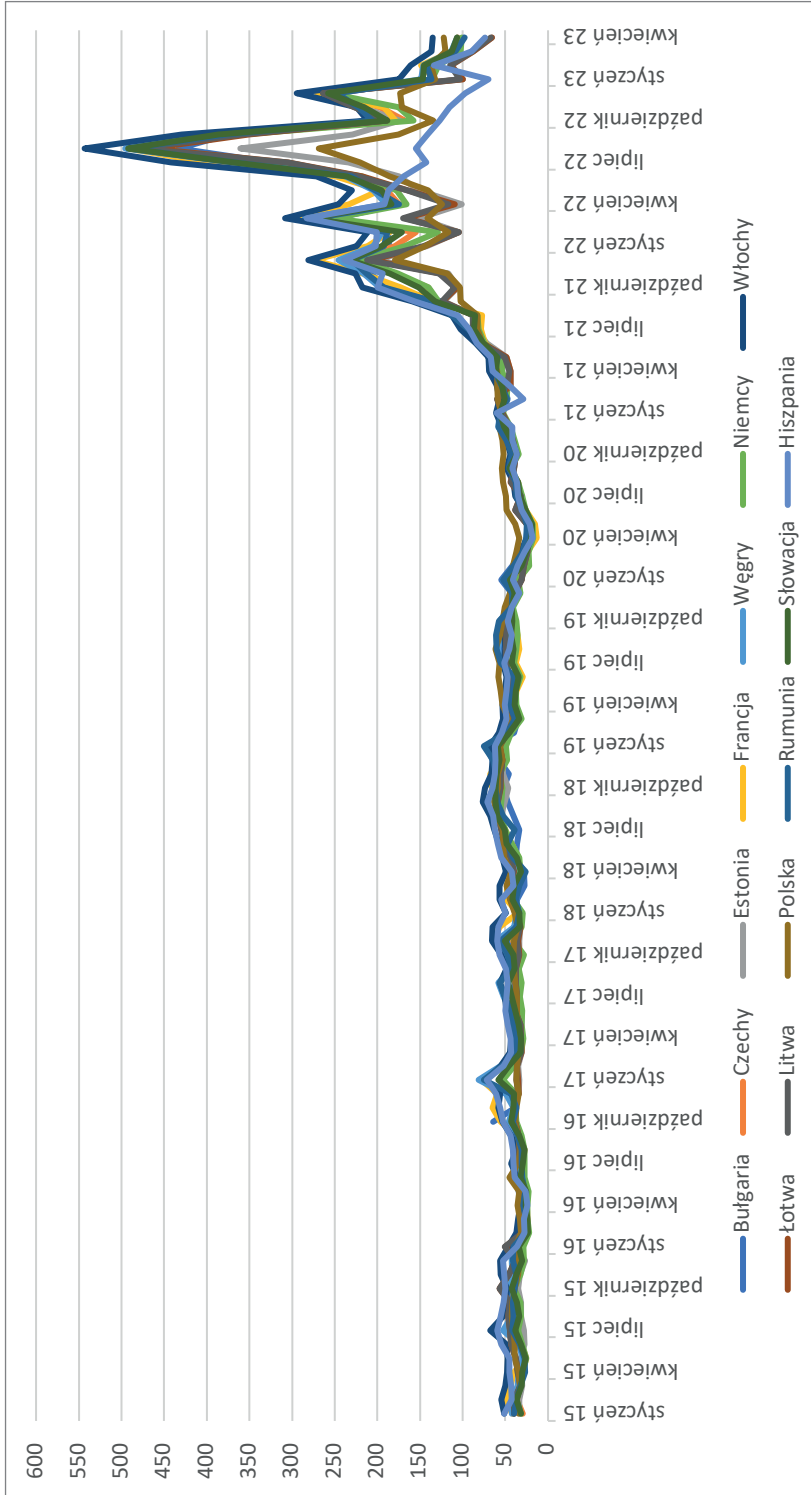 600
550
500
450
400
350
300
250
200
150
100
50
0
styczeń 15
kwiecień 15
lipiec 15
październik 15
styczeń 16
kwiecień 16
lipiec 16
październik 16
styczeń 17
kwiecień 17
lipiec 17
październik 17
styczeń 18
kwiecień 18
lipiec 18
październik 18
styczeń 19
kwiecień 19
lipiec 19
październik 19
styczeń 20
kwiecień 20
lipiec 20
październik 20
styczeń 21
kwiecień 21
lipiec 21
październik 21
styczeń 22
kwiecień 22
lipiec 22
październik 22
styczeń 23
kwiecień 23
Bułgaria Czechy Estonia Francja Węgry Niemcy Włochy
Łotwa Litwa Polska Rumunia Słowacja Hiszpania